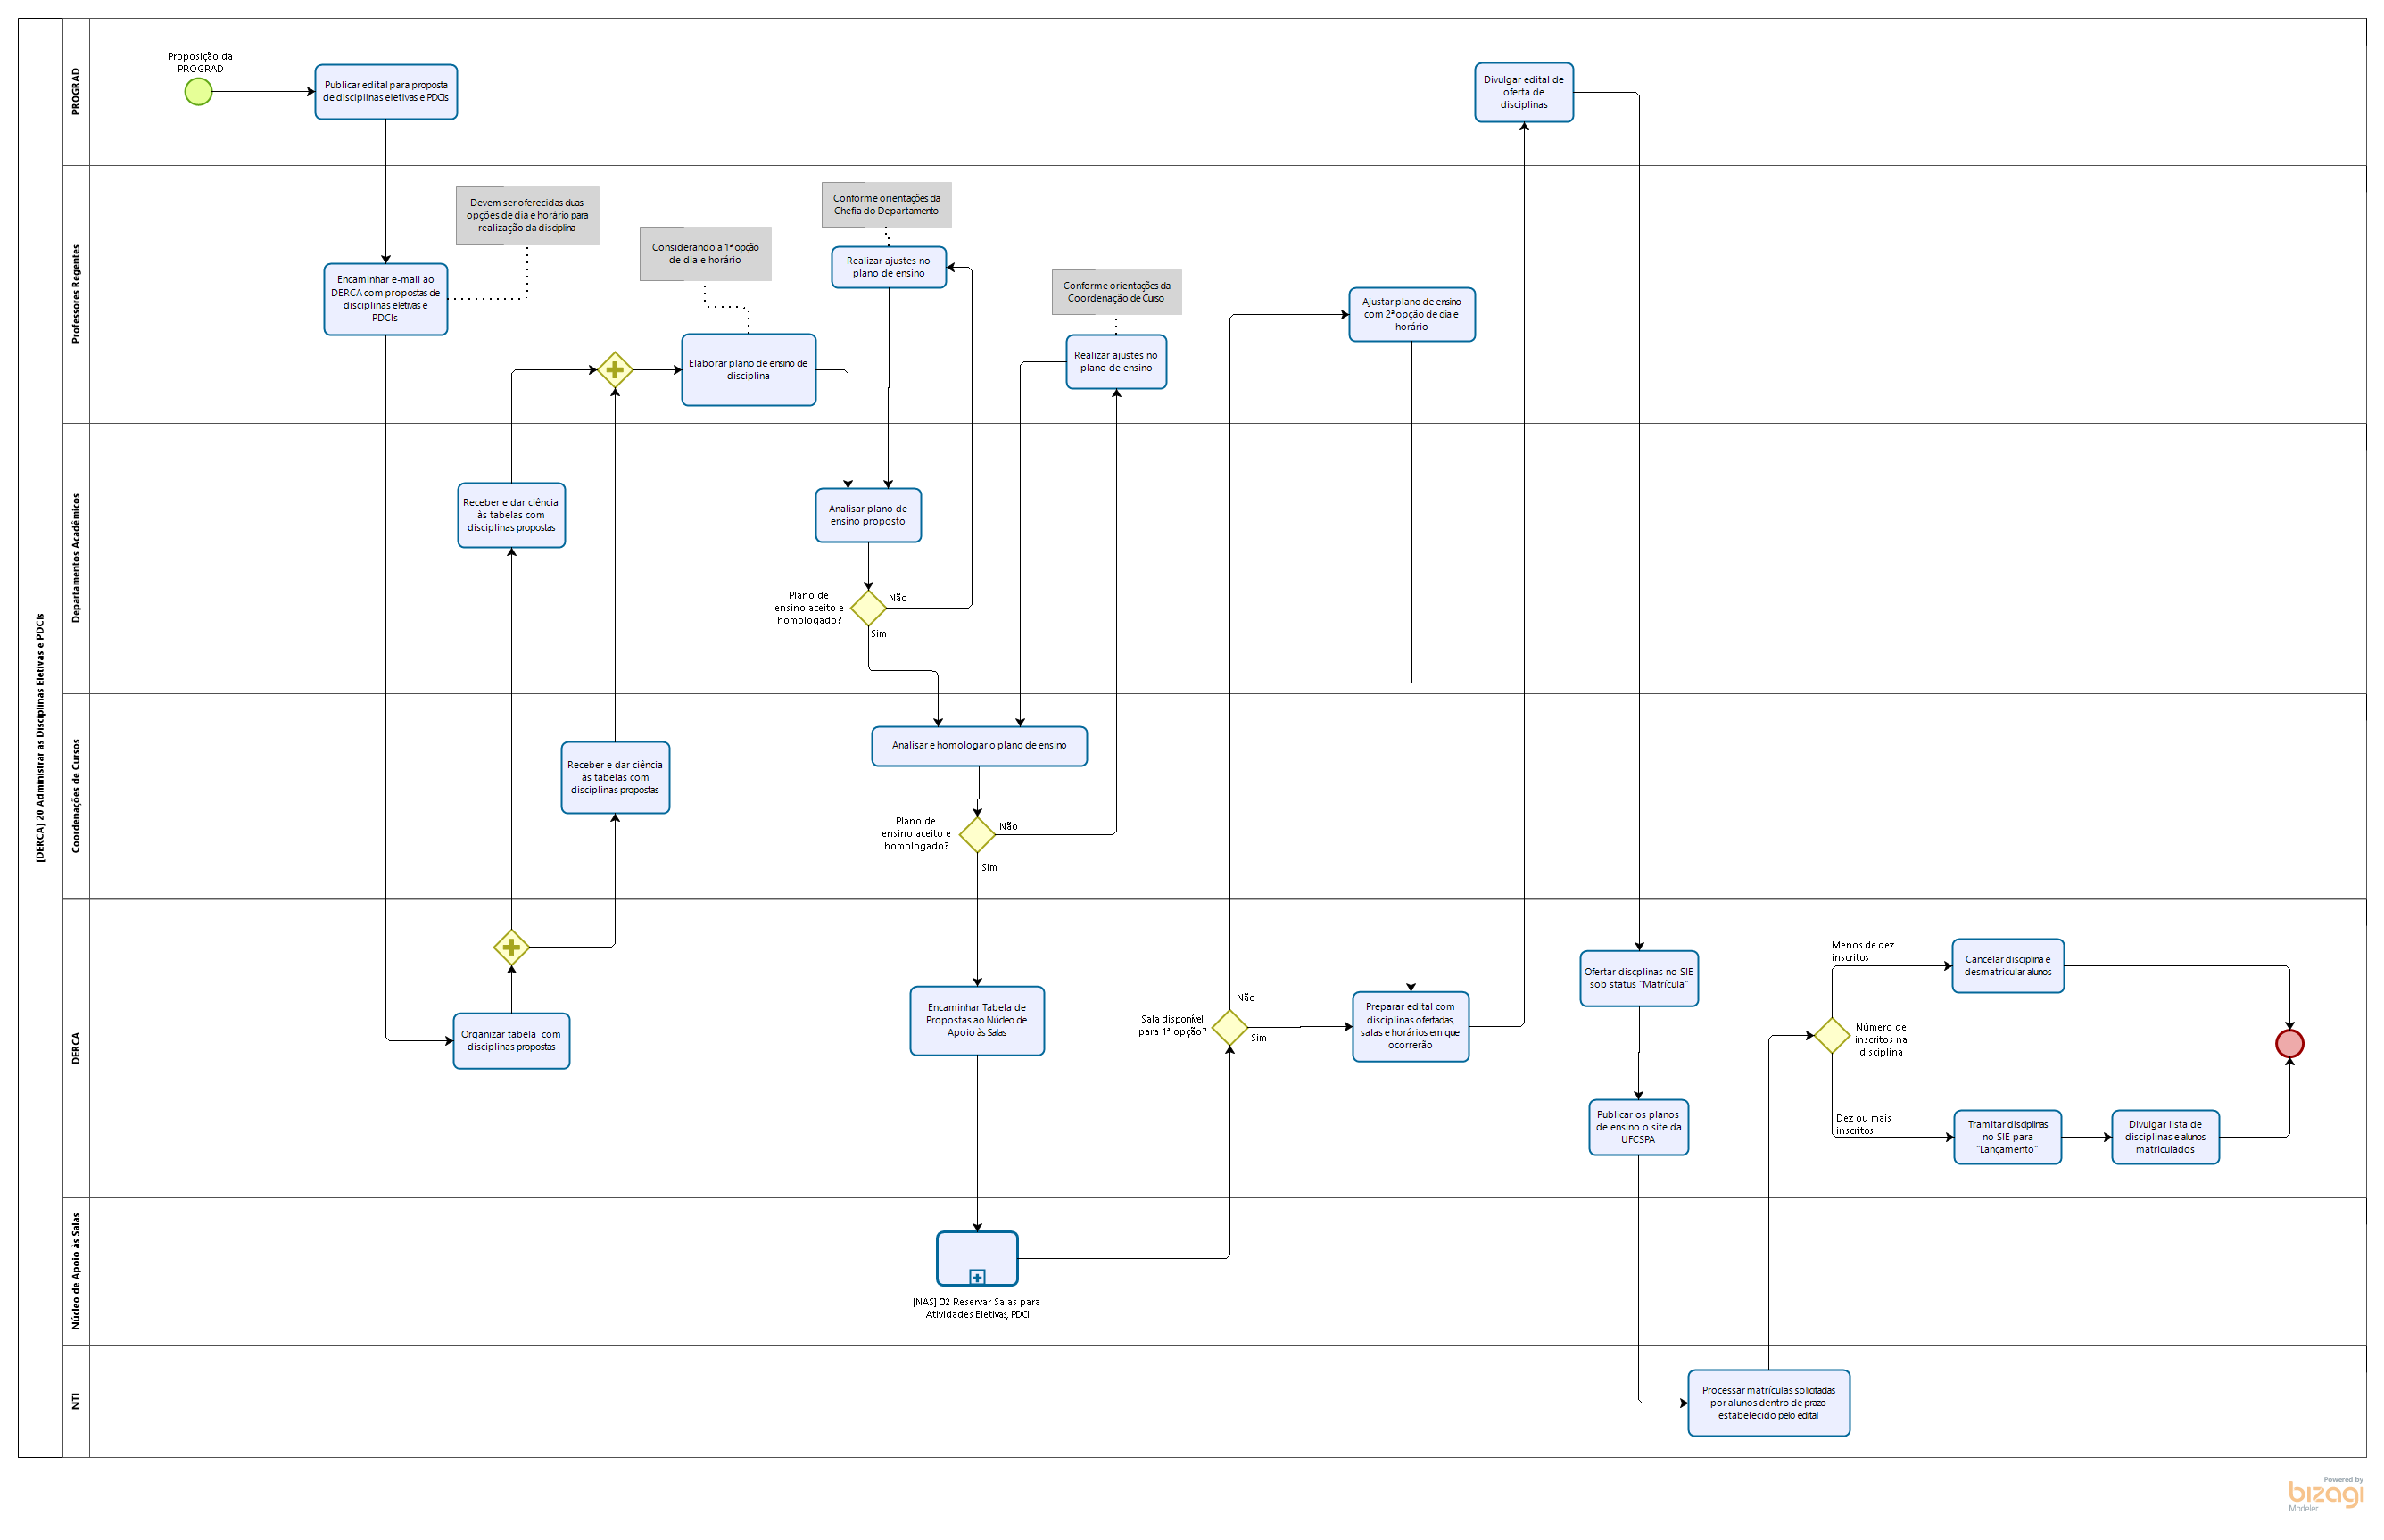 [DERCA] 20 Administrar as Disciplinas Eletivas e PDCIs
PROGRAD
Proposição da
PROGRAD
Publicar edital para proposta
de disciplinas eletivas e PDCIs
Divulgar edital de
oferta de
disciplinas
Professores Regentes
Encaminhar e-mail ao
DERCA com propostas de
disciplinas eletivas e
PDCIs
Devem ser oferecidas duas
opções de dia e horário para
realização da disciplina
Considerando a 1ª opção
de dia e horário
Elaborar plano de ensino de
disciplina
Conforme orientações da
Chefia do Departamento
Realizar ajustes no
plano de ensino
Conforme orientações da
Coordenação de Curso
Realizar ajustes no
plano de ensino
Ajustar plano de ensino
com 2ª opção de dia e
horário
Departamentos Acadêmicos
Receber e dar ciência
às tabelas com
disciplinas propostas
Analisar plano de
ensino proposto
Plano de
ensino aceito e
homologado?
Não
Sim
Coordenações de Cursos
Receber e dar ciência
às tabelas com
disciplinas propostas
Analisar e homologar o plano de ensino
Plano de
ensino aceito e
homologado?
Não
Sim
DERCA
Organizar tabela com
disciplinas propostas
Encaminhar Tabela de
Propostas ao Núcleo de
Apoio às Salas
Sala disponível
para 1ª opção?
Não
Sim
Preparar edital com
disciplinas ofertadas,
salas e horários em que
ocorrerão
Ofertar discplinas no SIE
sob status "Matrícula"
Publicar os planos
de ensino o site da
UFCSPA
Número de
inscritos na
disciplina
Menos de dez
inscritos
Cancelar disciplina e
desmatricular alunos
Dez ou mais
inscritos
Tramitar disciplinas
no SIE para
"Lançamento"
Divulgar lista de
disciplinas e alunos
matriculados
Núcleo de Apoio às Salas
[NAS] 02 Reservar Salas para
Atividades Eletivas, PDCI
NTI
Processar matrículas solicitadas
por alunos dentro de prazo
estabelecido pelo edital
Powered by
bizagi
Modeler